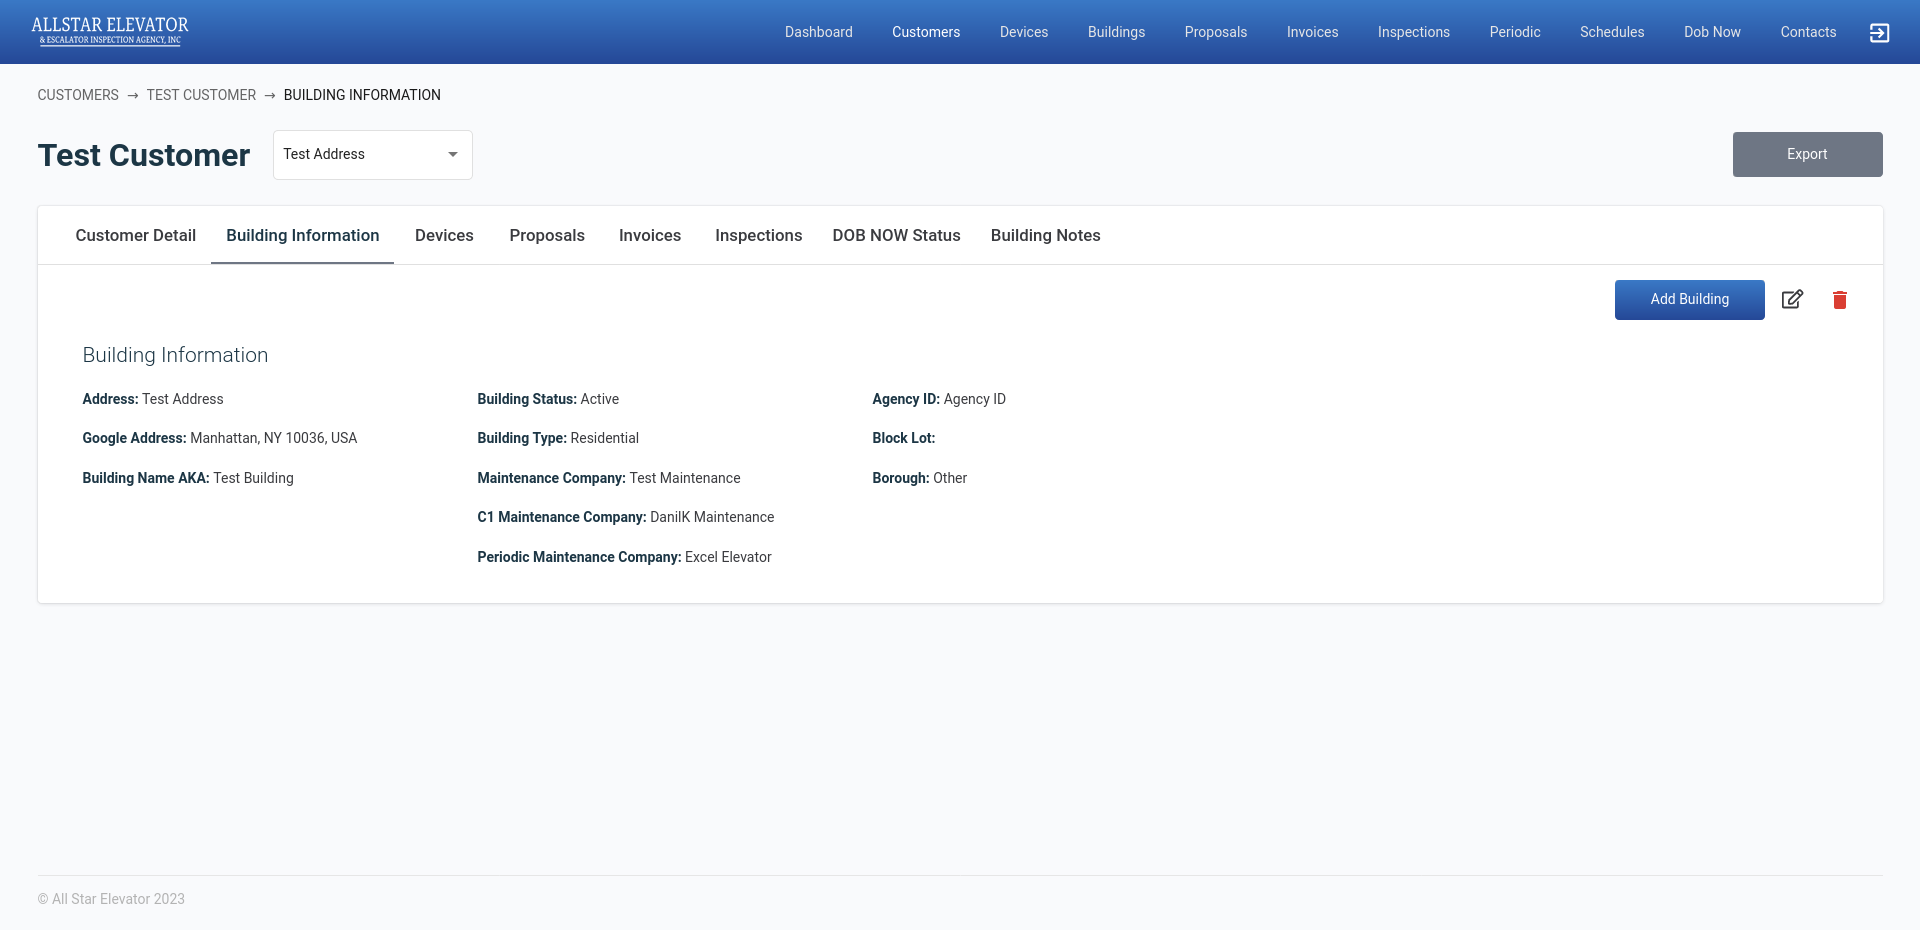 ALLSTAR ELEVATOR
& ESCALATOR INSPECTION AGENCY, INC
Dashboard Customers Devices Buildings Proposals Invoices Inspections Periodic Schedules Dob Now Contacts
CUSTOMERS → TEST CUSTOMER → BUILDING INFORMATION
Test Customer Test Address Export
Customer Detail Building Information Devices Proposals Invoices Inspections DOB NOW Status Building Notes
Add Building
Building Information
Address: Test Address Building Status: Active Agency ID: Agency ID
Google Address: Manhattan, NY 10036, USA Building Type: Residential Block Lot:
Building Name AKA: Test Building Maintenance Company: Test Maintenance Borough: Other
C1 Maintenance Company: DanilK Maintenance
Periodic Maintenance Company: Excel Elevator
© All Star Elevator 2023